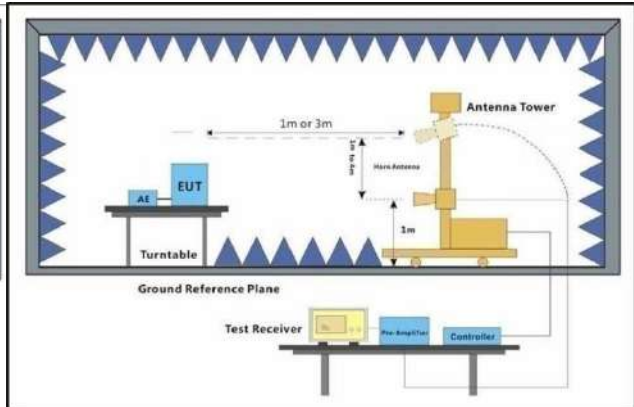 Antenna Tower
1m or 3m
1m to 4m
Horn Antenna
EUT
AE
1m
Turntable
Ground Reference Plane
Test Receiver
Pre-Amplifier
Controller